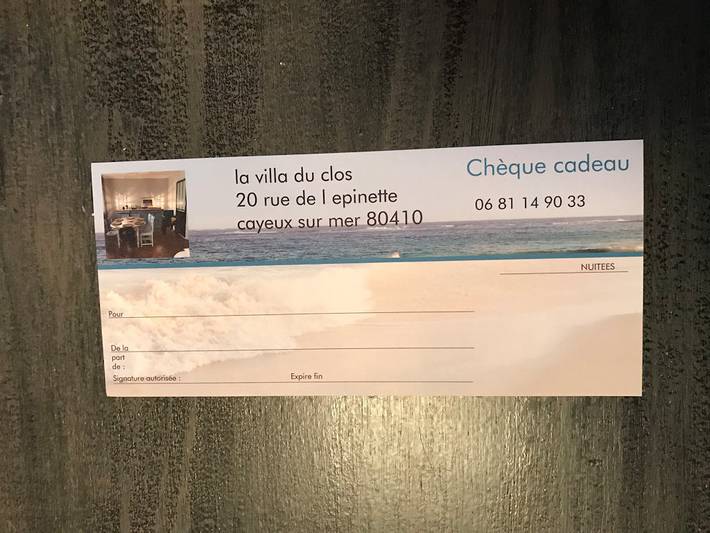 la villa du clos
20 rue de l epinette
cayeux sur mer 80410
Chèque cadeau
06 81 14 90 33
NUITEES
Pour
De la
part
de :
Signature autorisée :
Expire fin